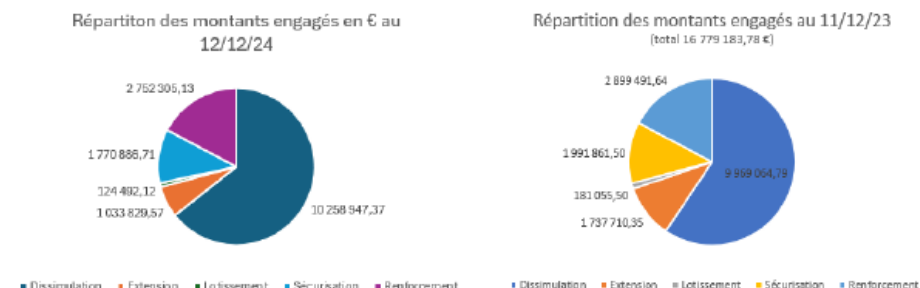 Répartiton des montants engagés en € au
12/12/24
2 752 305,13
1 770 886,71
124 492,12
1 033 829,57
10 258 947,37
Dissimulation Extension Lotissement Sécurisation Renforcement
Répartition des montants engagés au 11/12/23
(total 16 779 183,78 €)
2 899 491,64
1 991 861,50
181 055,50
1 737 710,35
9 969 064,79
Dissimulation Extension Lotissement Sécurisation Renforcement